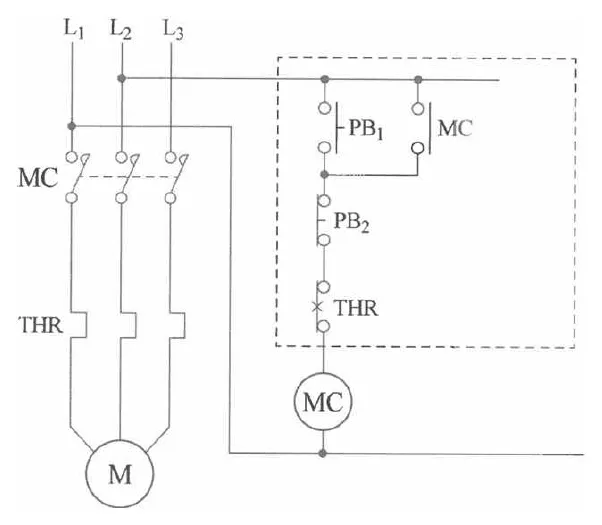 L₁ L₂ L₃
PB₁ MC
MC
PB₂
THR THR
MC
M